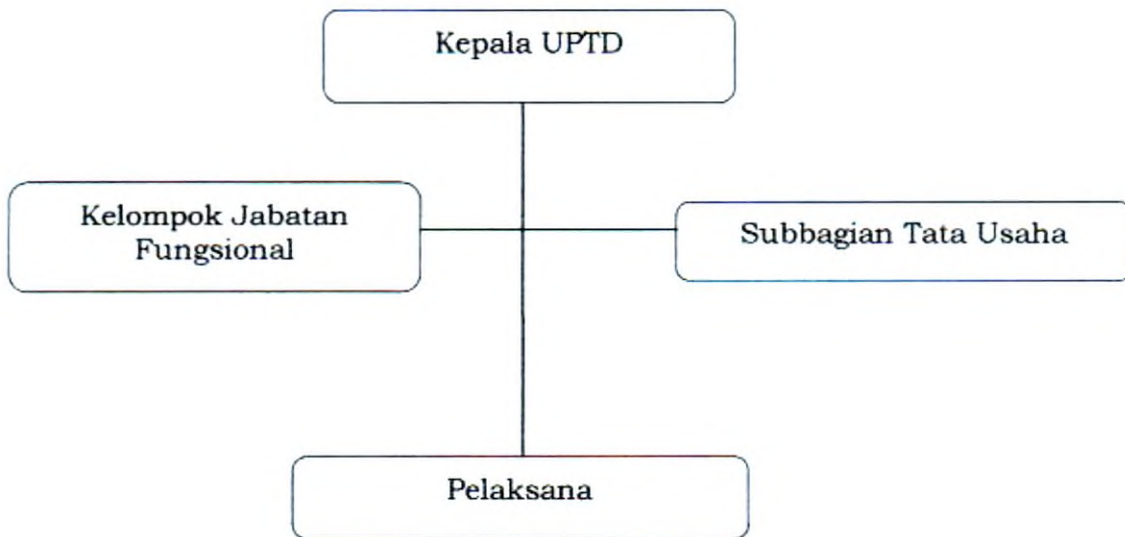 Kepala UPTD
Kelompok Jabatan
Fungsional
Subbagian Tata Usaha
Pelaksana